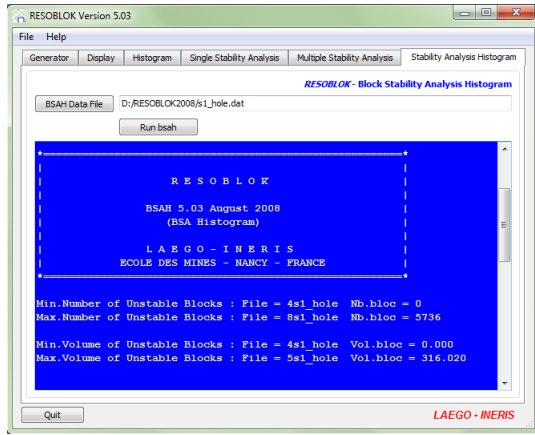 RESOBLOK Version 5.03
File Help
Generator Display Histogram Single Stability Analysis Multiple Stability Analysis Stability Analysis Histogram
RESOBLOK - Block Stability Analysis Histogram
BSAH Data File D:/RESOBLOK2008/s1_hole.dat
Run bsah
R E S O B L O K
BSAH 5.03 August 2008
(BSA Histogram)
L A E G O - I N E R I S
ECOLE DES MINES - NANCY - FRANCE
Min.Number of Unstable Blocks : File = 4s1_hole Nb.bloc = 0
Max.Number of Unstable Blocks : File = 8s1_hole Nb.bloc = 5736
Min.Volume of Unstable Blocks : File = 4s1_hole Vol.bloc = 0.000
Max.Volume of Unstable Blocks : File = 5s1_hole Vol.bloc = 316.020
Quit LAEGO - INERIS